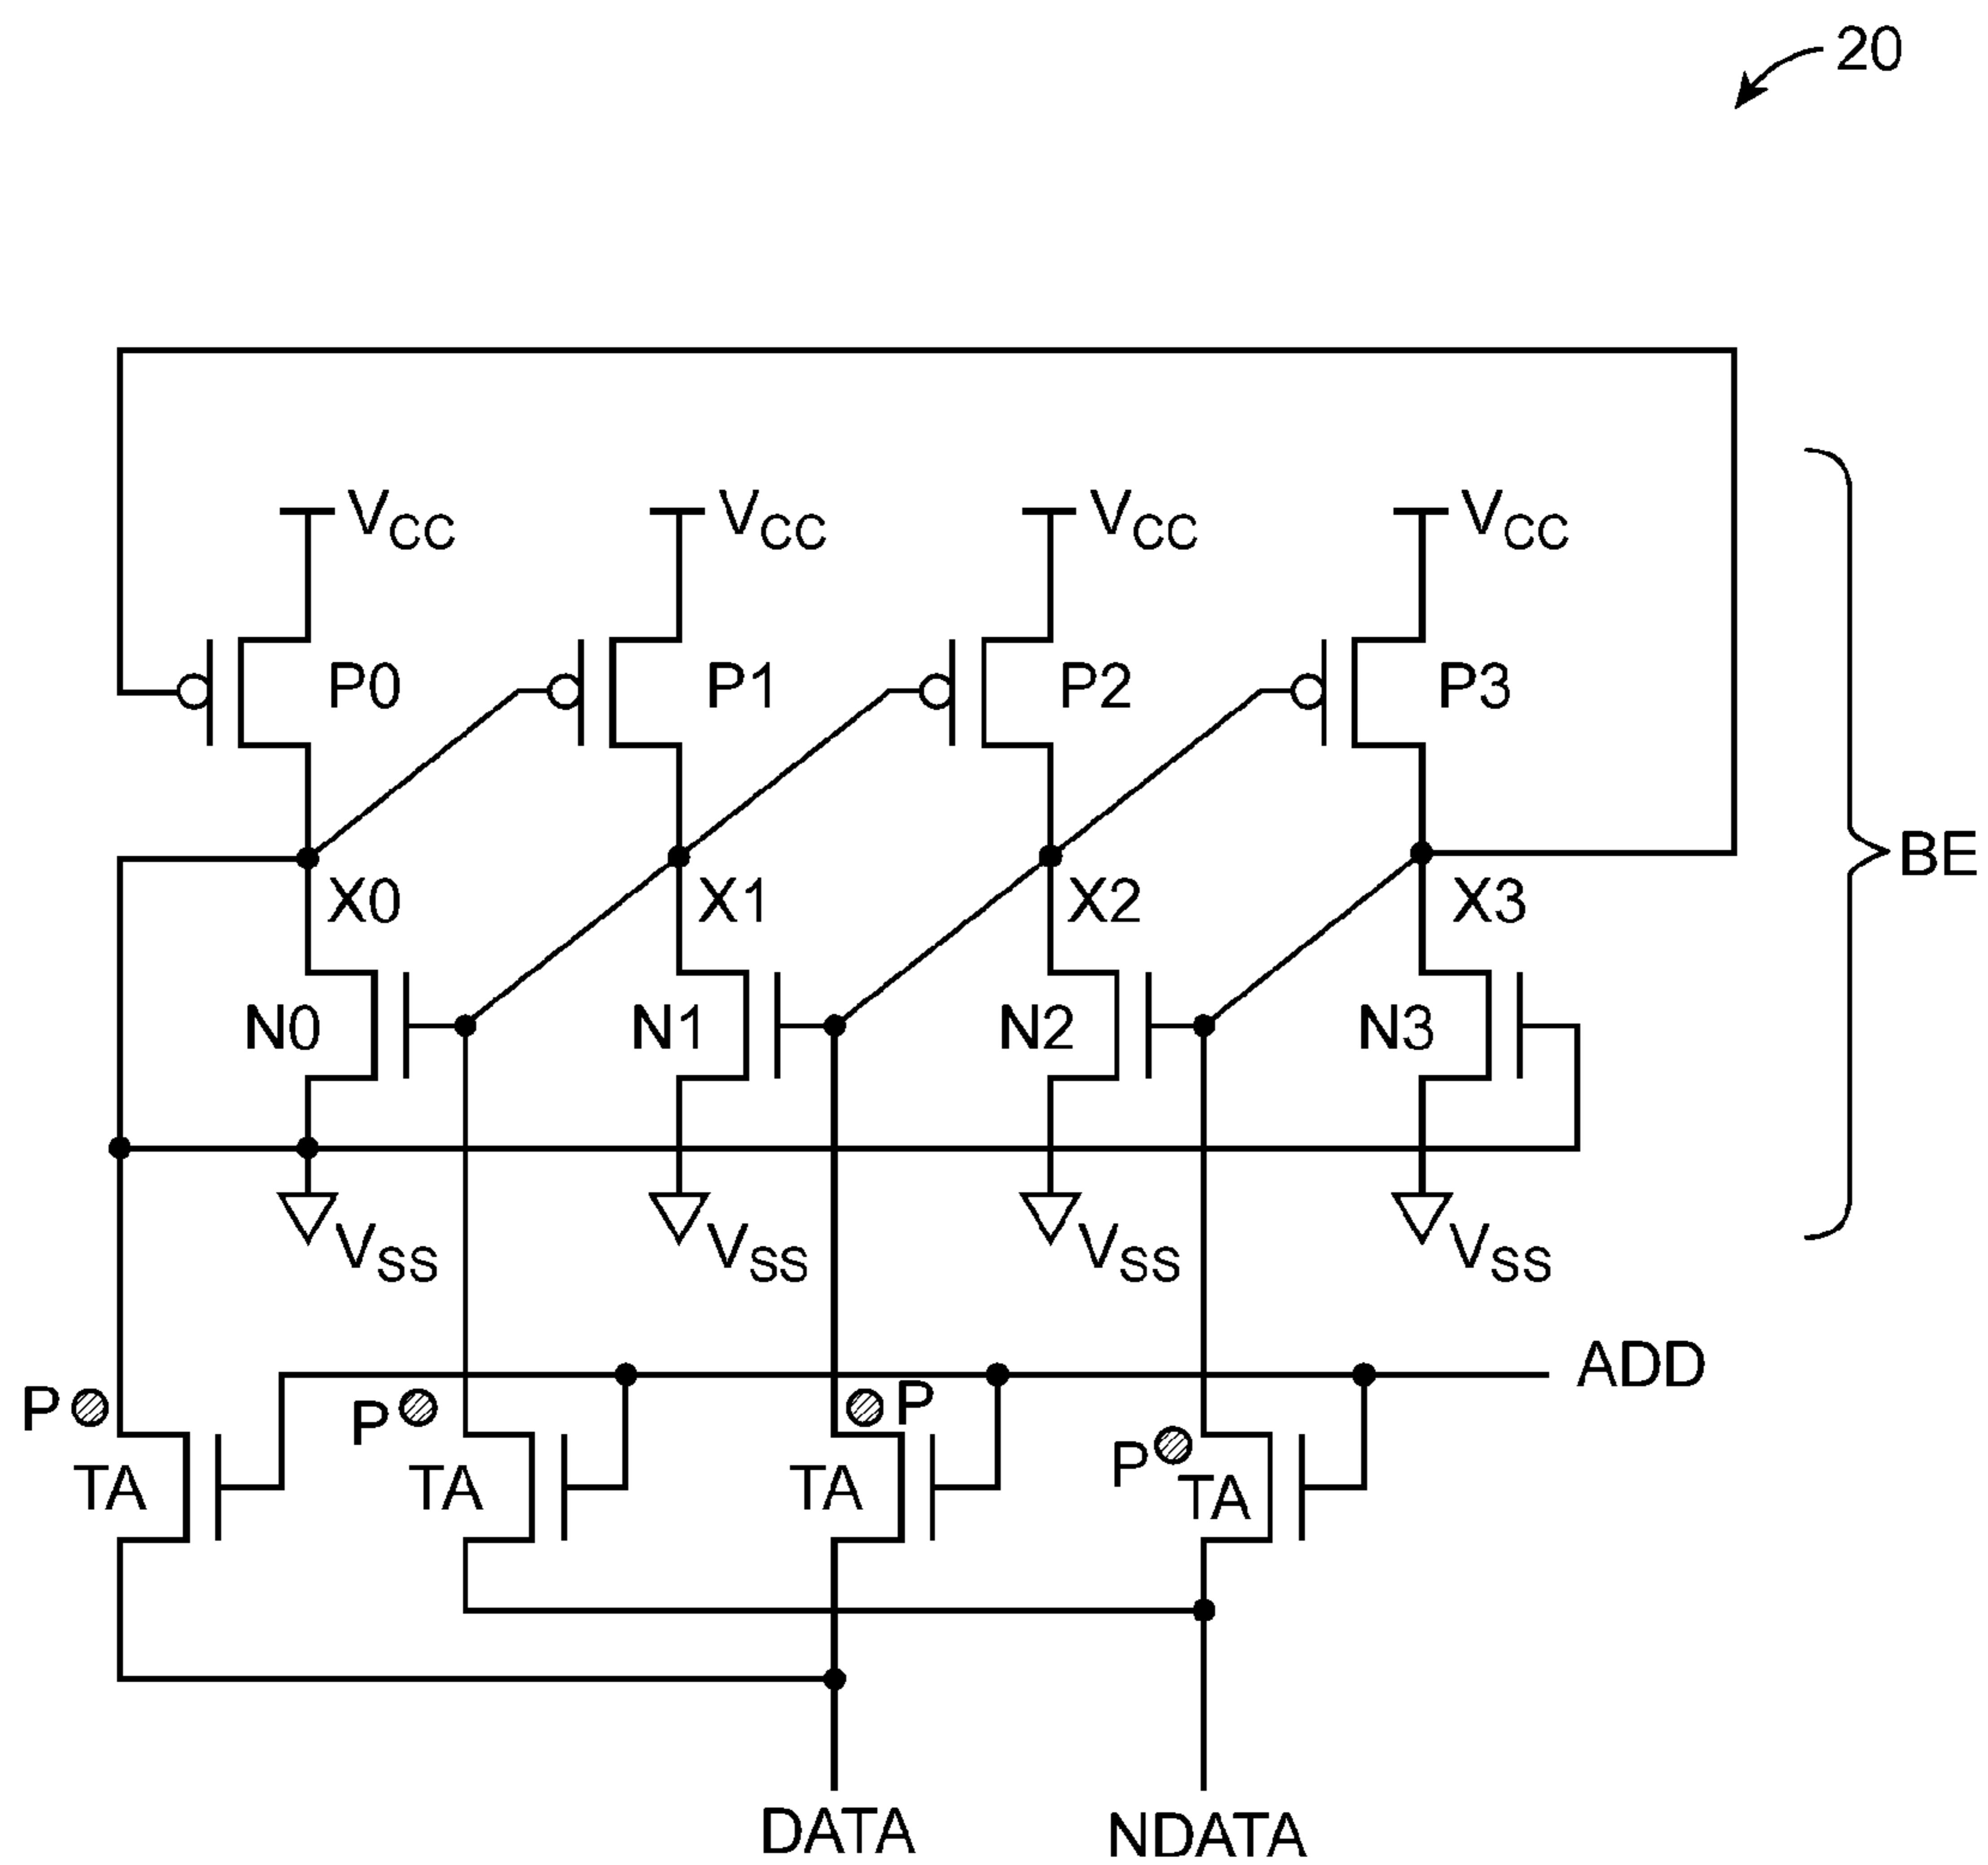 20
VCC VCC VCC VCC
P0 P1 P2 P3
BE
X0 X1 X2 X3
N0 N1 N2 N3
VSS VSS VSS VSS
ADD
P P P P
TA TA TA TA
DATA NDATA